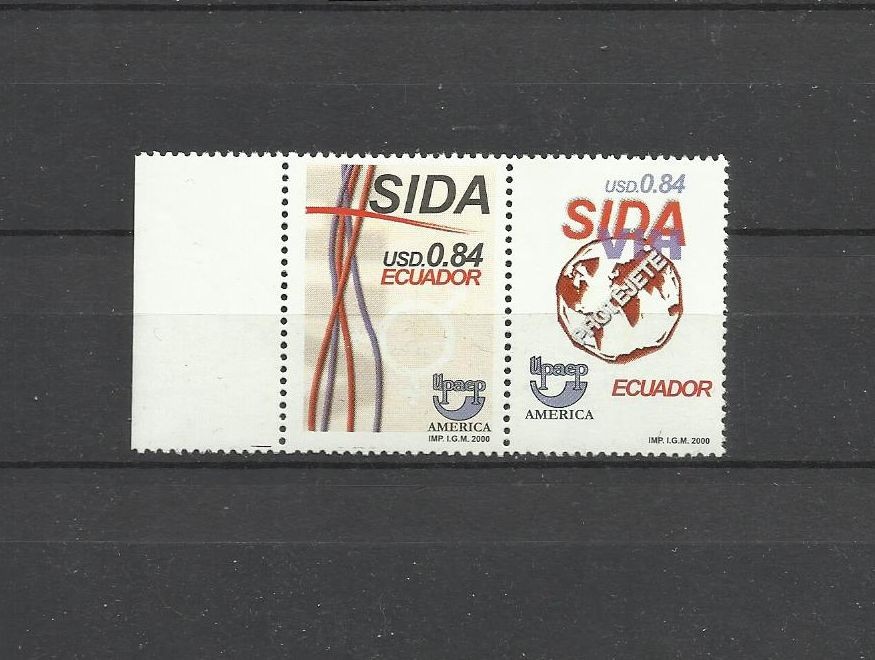 SIDA
USD.0.84
ECUADOR
Upaep
AMERICA
IMP. I.G.M. 2000
USD.0.84
SIDA
VIH
Upaep
AMERICA
ECUADOR
IMP. I.G.M. 2000